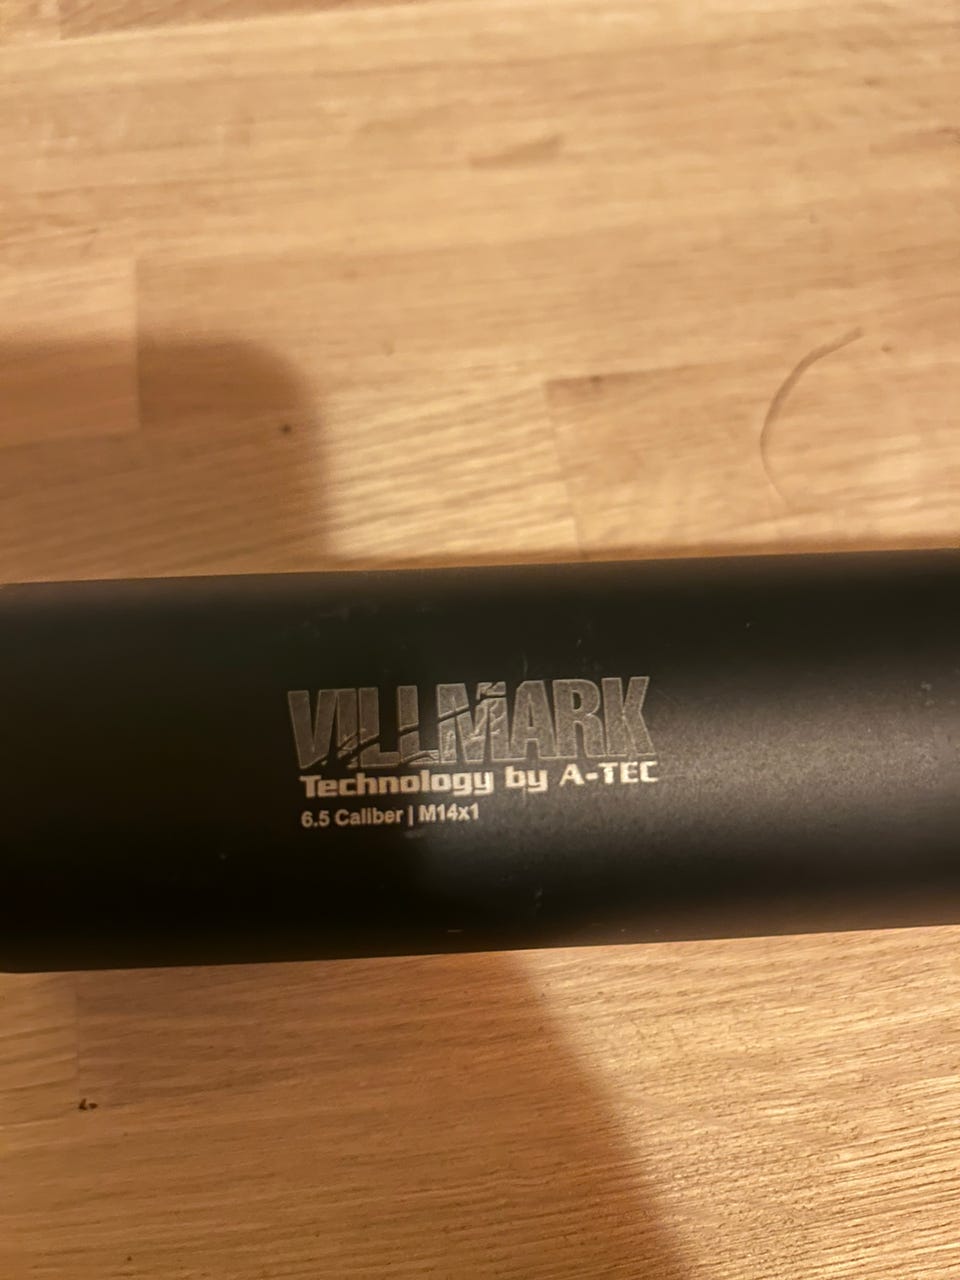 VILLMARK
Technology by A-TEC
6.5 Caliber | M14x1